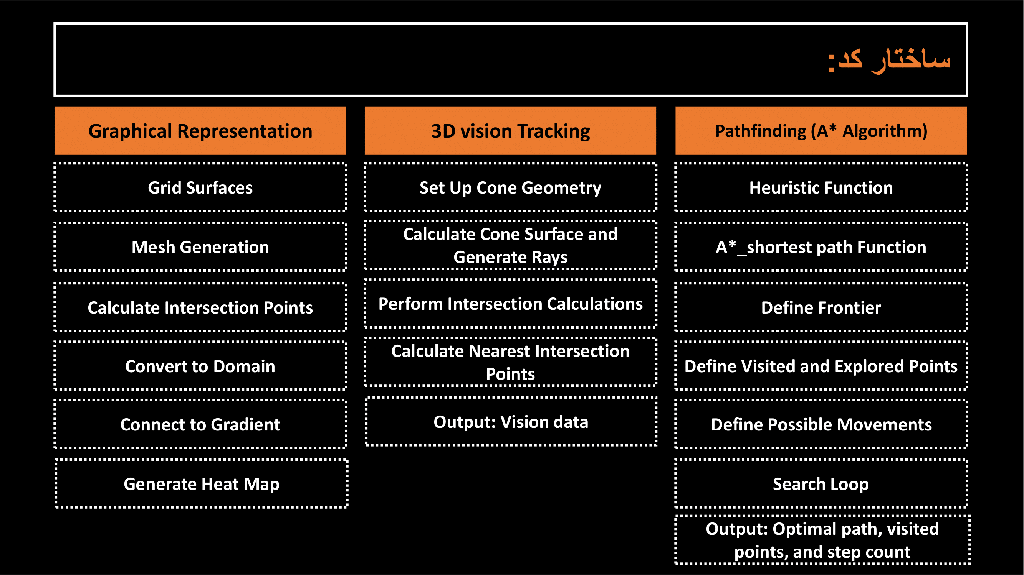 ساختار کد:
Graphical Representation
Grid Surfaces
Mesh Generation
Calculate Intersection Points
Convert to Domain
Connect to Gradient
Generate Heat Map
3D vision Tracking
Set Up Cone Geometry
Calculate Cone Surface and
Generate Rays
Perform Intersection Calculations
Calculate Nearest Intersection
Points
Output: Vision data
Pathfinding (A* Algorithm)
Heuristic Function
A*_shortest path Function
Define Frontier
Define Visited and Explored Points
Define Possible Movements
Search Loop
Output: Optimal path, visited
points, and step count